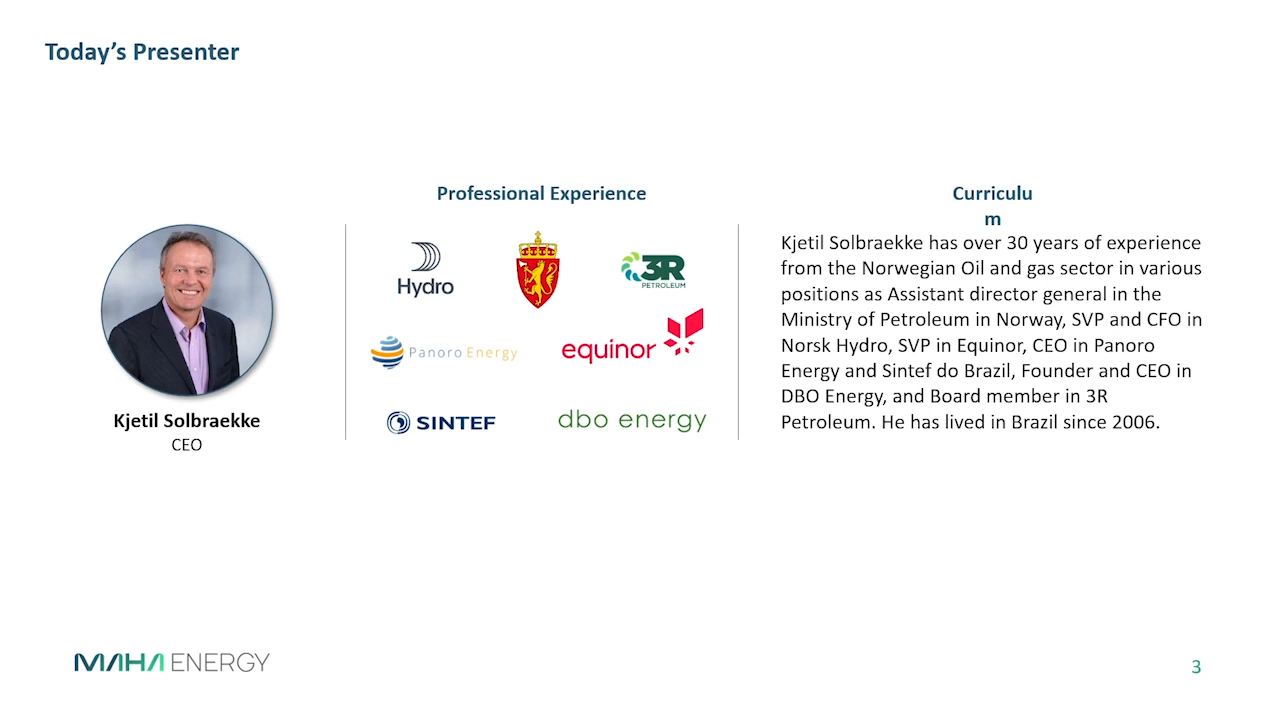 Today’s Presenter
Professional Experience
Hydro
3R
PETROLEUM
Panoro Energy
equinor
SINTEF
dbo energy
Kjetil Solbraekke
CEO
Curriculu
m
Kjetil Solbraekke has over 30 years of experience
from the Norwegian Oil and gas sector in various
positions as Assistant director general in the
Ministry of Petroleum in Norway, SVP and CFO in
Norsk Hydro, SVP in Equinor, CEO in Panoro
Energy and Sintef do Brazil, Founder and CEO in
DBO Energy, and Board member in 3R
Petroleum. He has lived in Brazil since 2006.
MAHA ENERGY
3